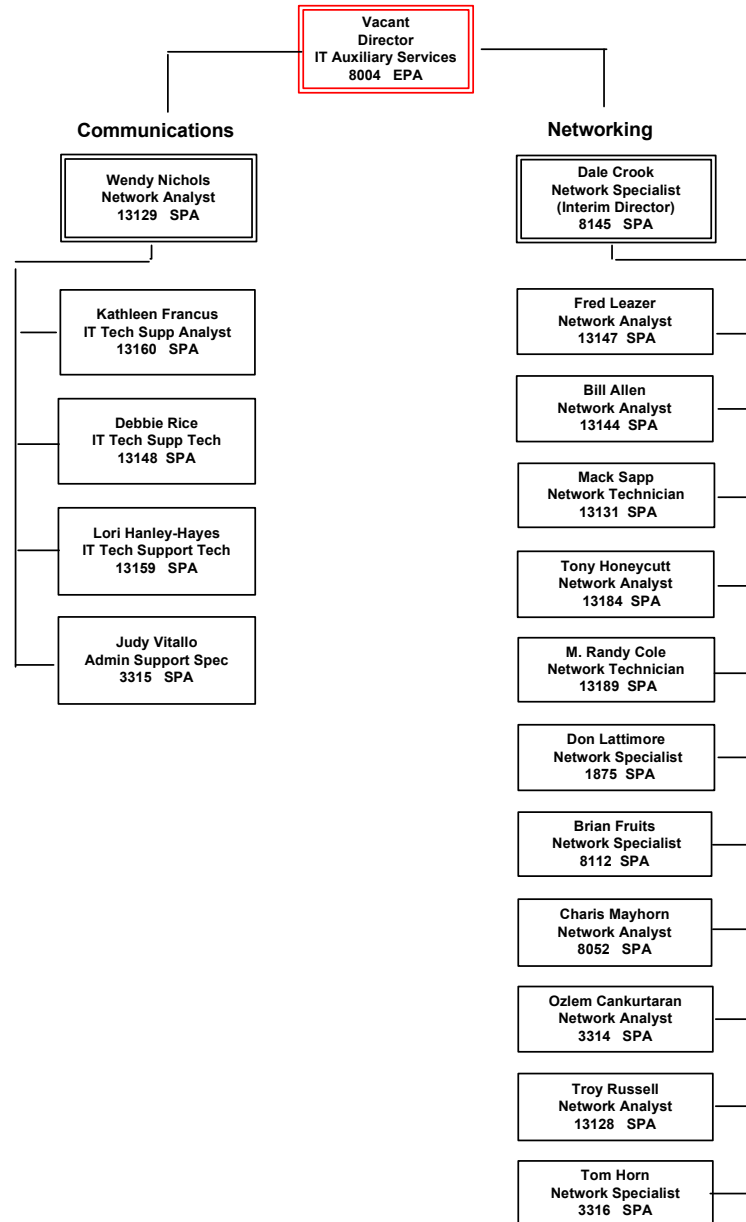 Vacant
Director
IT Auxiliary Services
8004 EPA
Communications
Wendy Nichols
Network Analyst
13129 SPA
Kathleen Francus
IT Tech Supp Analyst
13160 SPA
Debbie Rice
IT Tech Supp Tech
13148 SPA
Lori Hanley-Hayes
IT Tech Support Tech
13159 SPA
Judy Vitallo
Admin Support Spec
3315 SPA
Networking
Dale Crook
Network Specialist
(Interim Director)
8145 SPA
Fred Leazer
Network Analyst
13147 SPA
Bill Allen
Network Analyst
13144 SPA
Mack Sapp
Network Technician
13131 SPA
Tony Honeycutt
Network Analyst
13184 SPA
M. Randy Cole
Network Technician
13189 SPA
Don Lattimore
Network Specialist
1875 SPA
Brian Fruits
Network Specialist
8112 SPA
Charis Mayhorn
Network Analyst
8052 SPA
Ozlem Cankurtaran
Network Analyst
3314 SPA
Troy Russell
Network Analyst
13128 SPA
Tom Horn
Network Specialist
3316 SPA